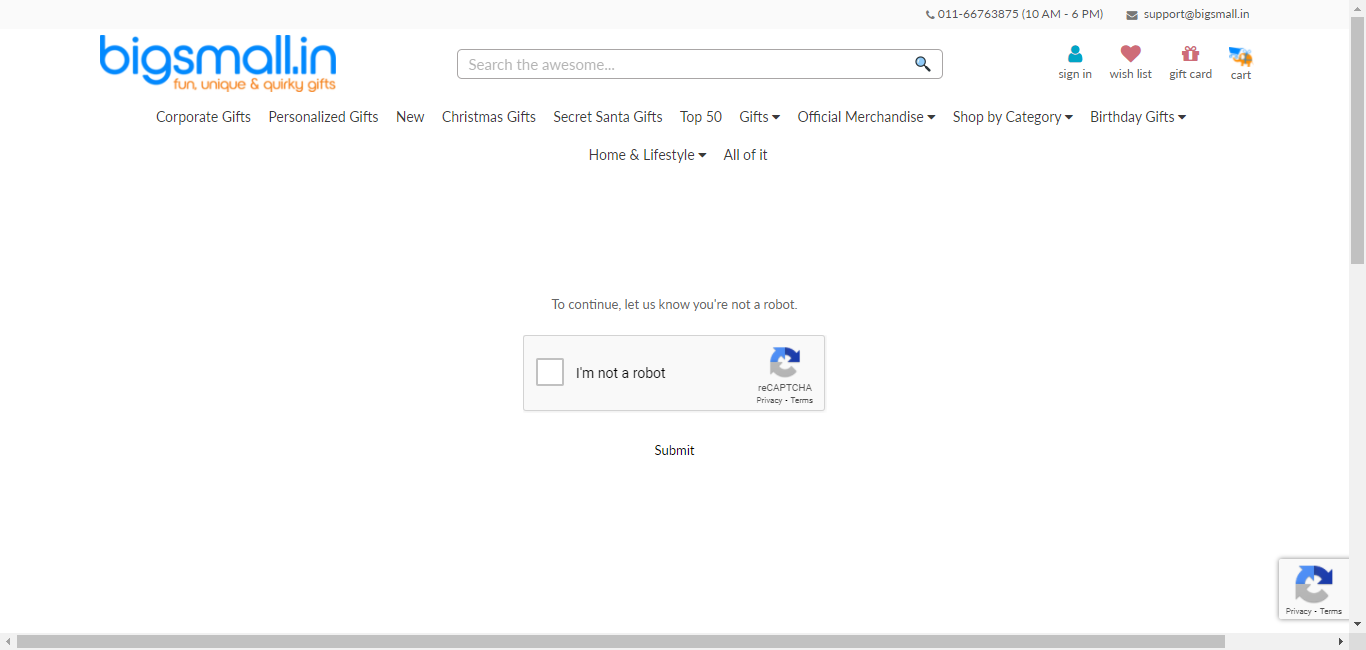 011-66763875 (10 AM - 6 PM) support@bigsmall.in
bigsmall.in
fun, unique & quirky gifts
Search the awesome...
sign in wish list gift card cart
Corporate Gifts Personalized Gifts New Christmas Gifts Secret Santa Gifts Top 50 Gifts Official Merchandise Shop by Category Birthday Gifts
Home & Lifestyle All of it
To continue, let us know you're not a robot.
I'm not a robot
reCAPTCHA
Privacy - Terms
Submit
Privacy - Terms